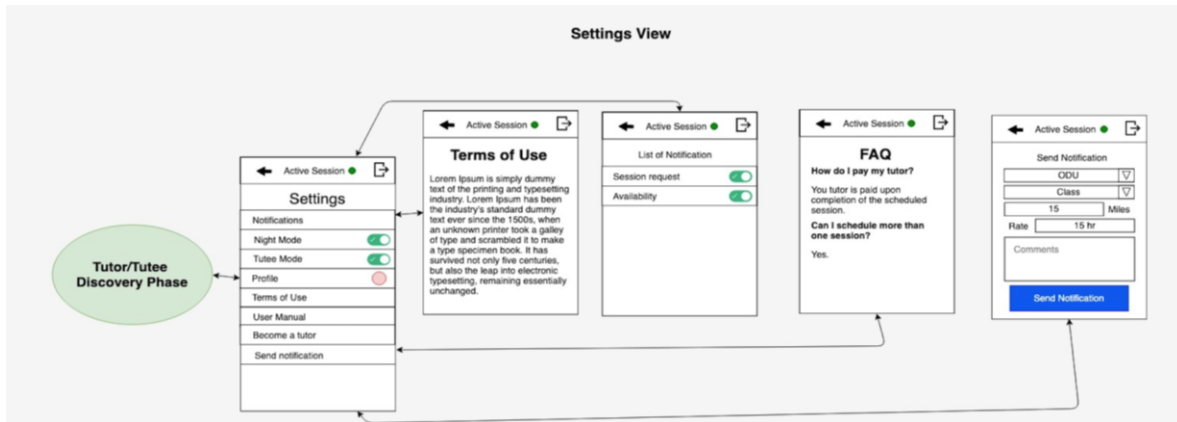 Settings View
Tutor/Tutee
Discovery Phase
Active Session
Settings
Notifications
Night Mode
Tutee Mode
Profile
Terms of Use
User Manual
Become a tutor
Send notification
Active Session
Terms of Use
Lorem Ipsum is simply dummy
text of the printing and typesetting
industry. Lorem Ipsum has been
the industry's standard dummy
text ever since the 1500s, when
an unknown printer took a galley
of type and scrambled it to make
a type specimen book. It has
survived not only five centuries,
but also the leap into electronic
typesetting, remaining essentially
unchanged.
Active Session
List of Notification
Session request
Availability
Active Session
FAQ
How do I pay my tutor?
You tutor is paid upon
completion of the scheduled
session.
Can I schedule more than
one session?
Yes.
Active Session
Send Notification
ODU
Class
15 Miles
Rate 15 hr
Comments
Send Notification